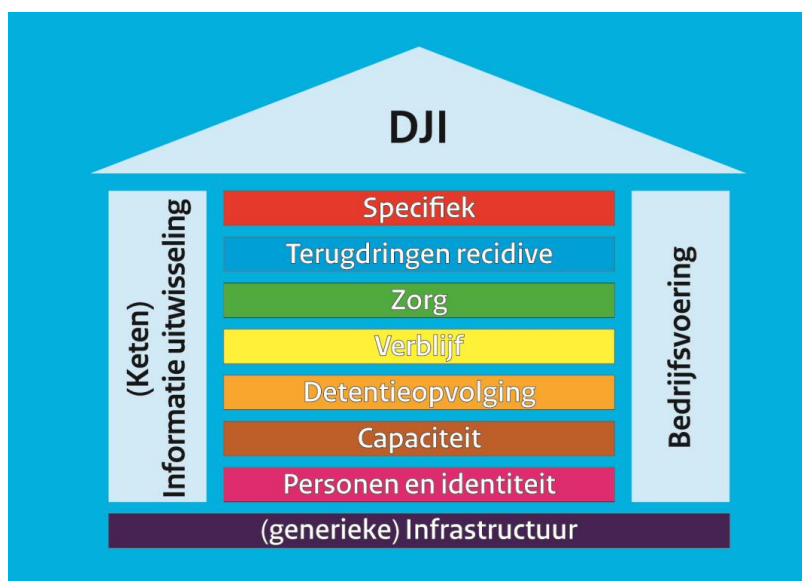 DJI
(Keten)
Informatie uitwisseling
Specifiek
Terugdringen recidive
Zorg
Verblijf
Detentieopvolging
Capaciteit
Personen en identiteit
Bedrijfsvoering
(generieke) Infrastructuur